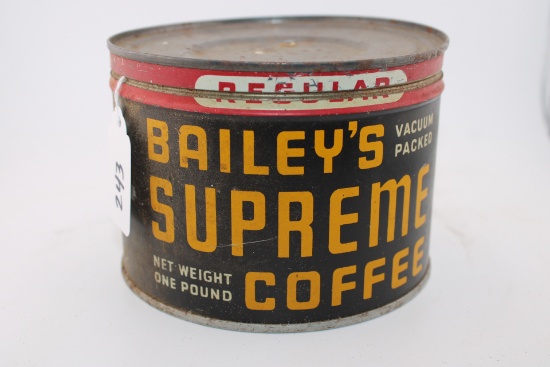 REGULAR
BAILEY'S
VACUUM
PACKED
SUPREME
NET WEIGHT
ONE POUND
COFFEE
243